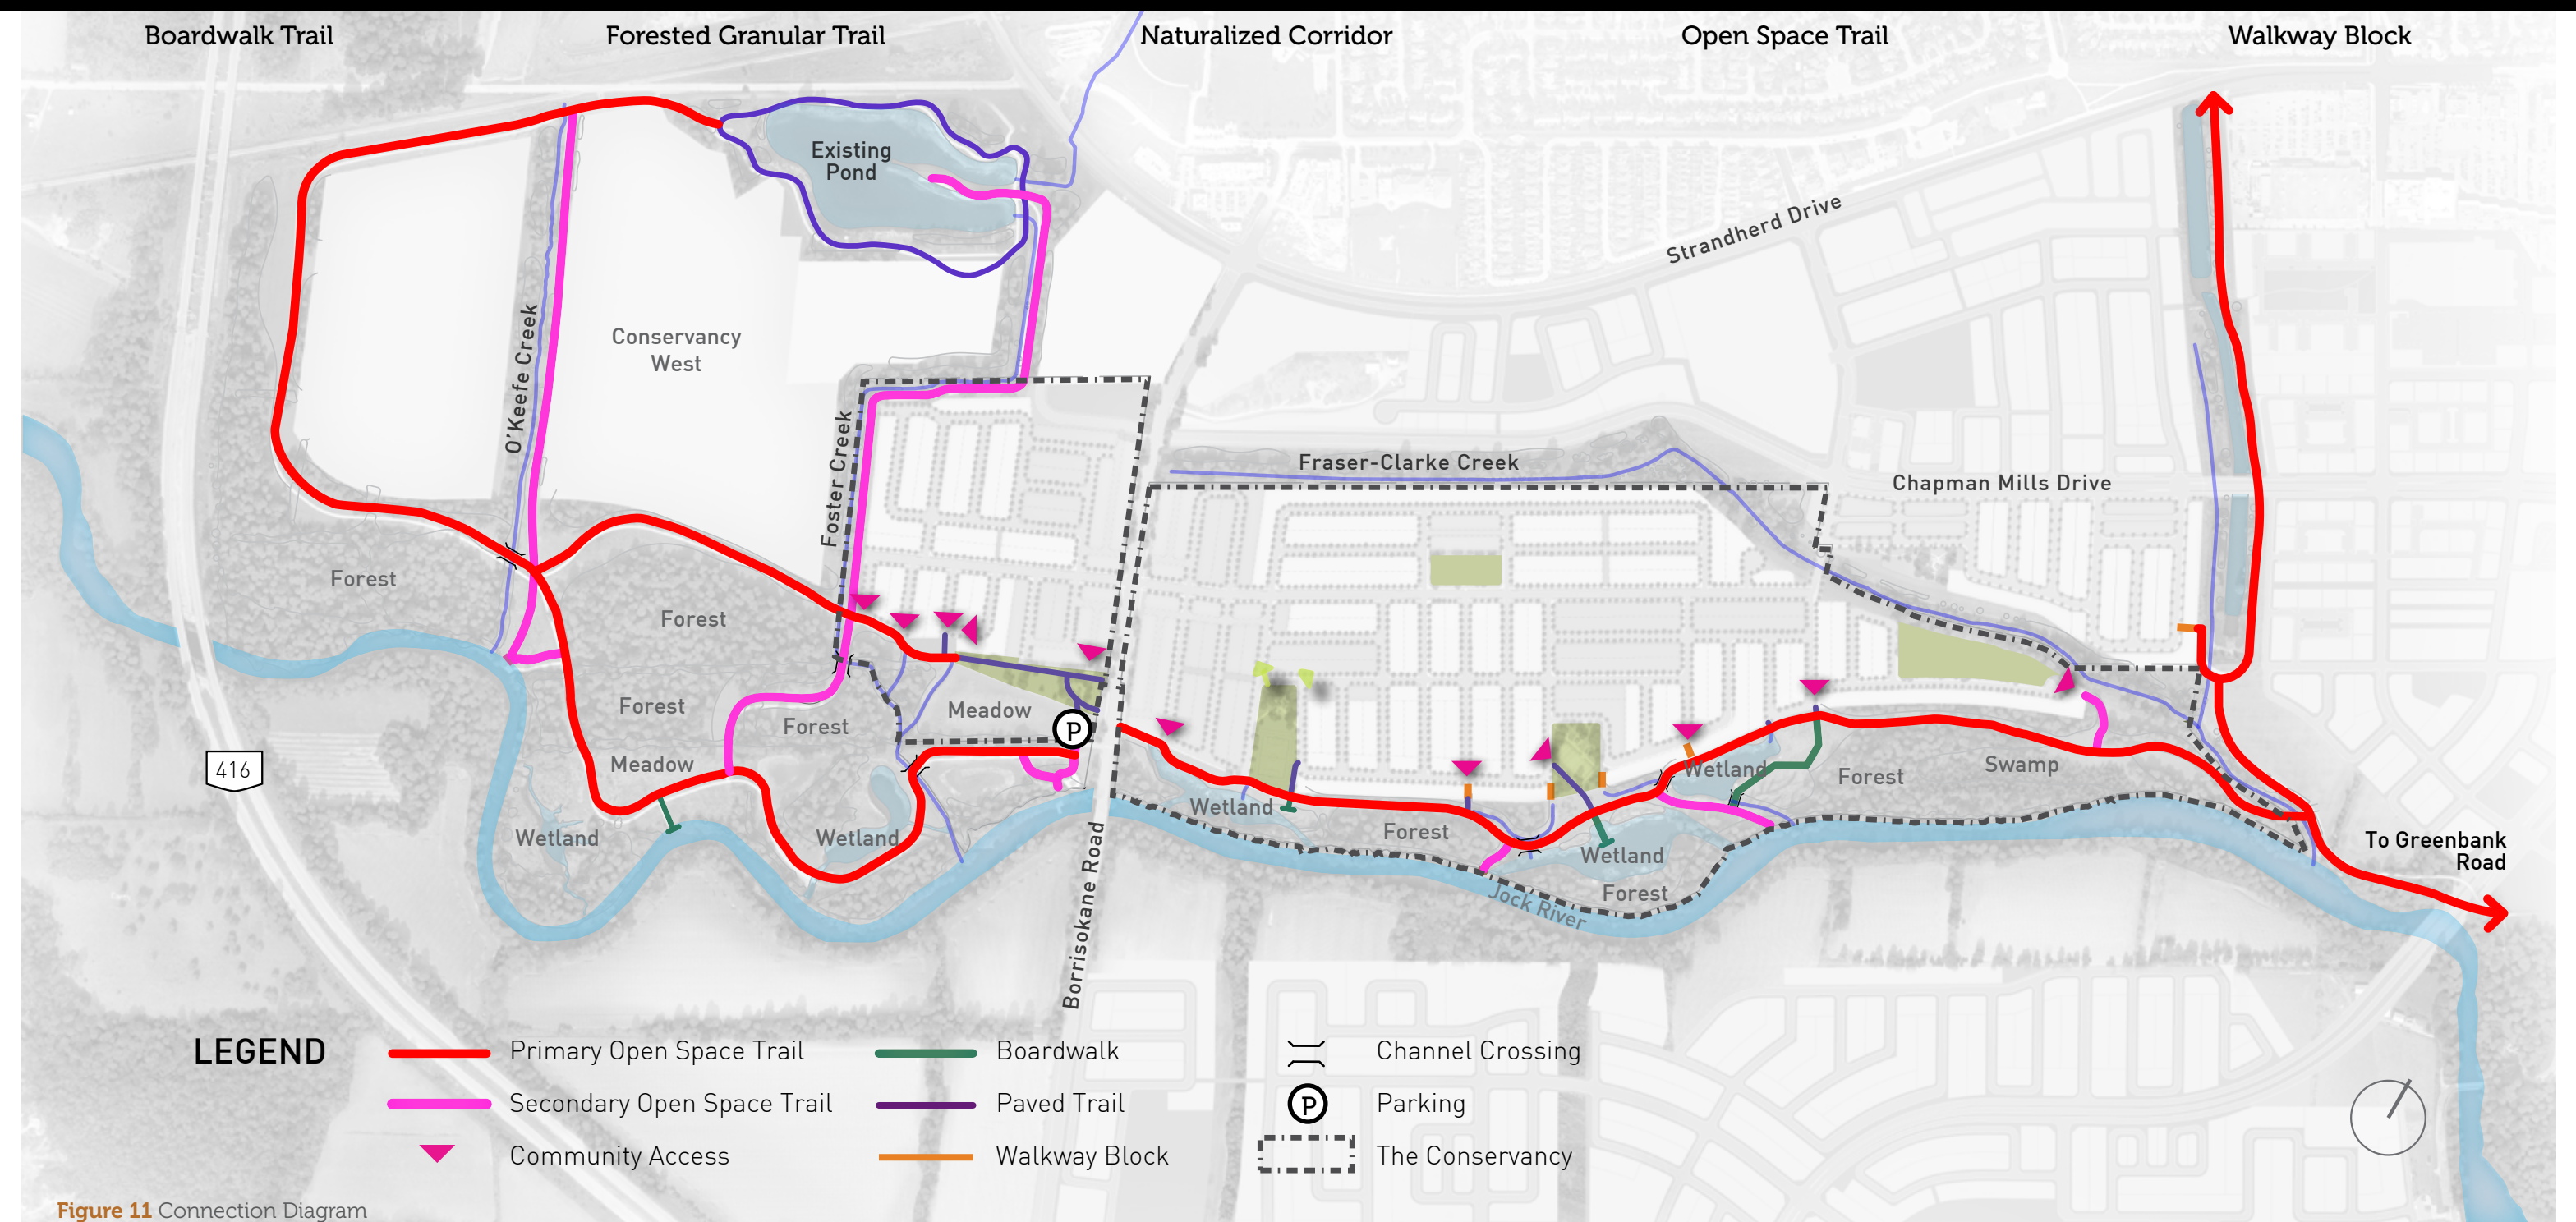 Boardwalk Trail
Forested Granular Trail
Naturalized Corridor
Open Space Trail
Walkway Block
Existing
Pond
Strandherd Drive
O'Keefe Creek
Conservancy
West
Foster Creek
Fraser-Clarke Creek
Chapman Mills Drive
Forest
Forest
Forest
Forest
Meadow
Meadow
P
416
Wetland
Wetland
Wetland
Forest
Wetland
Forest
Wetland
Forest
Swamp
Jock River
Borrisokane Road
To Greenbank
Road
LEGEND
Primary Open Space Trail
Secondary Open Space Trail
Community Access
Boardwalk
Paved Trail
Walkway Block
Channel Crossing
P
Parking
The Conservancy
Figure 11 Connection Diagram